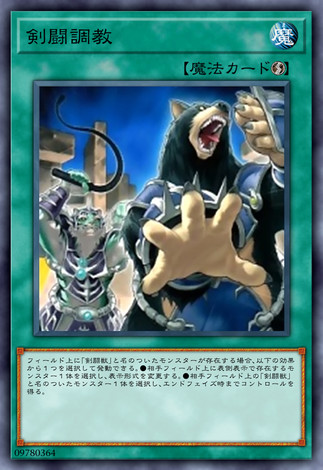 剣闘調教
魔
【魔法カード】
フィールド上に「剣闘獣」と名のついたモンスターが存在する場合、以下の効果
から１つを選択して発動できる。●相手フィールド上に表側表示で存在するモ
ンスター１体を選択し、表示形式を変更する。●相手フィールド上の「剣闘獣」
と名のついたモンスター１体を選択し、エンドフェイズ時までコントロールを
得る。
09780364